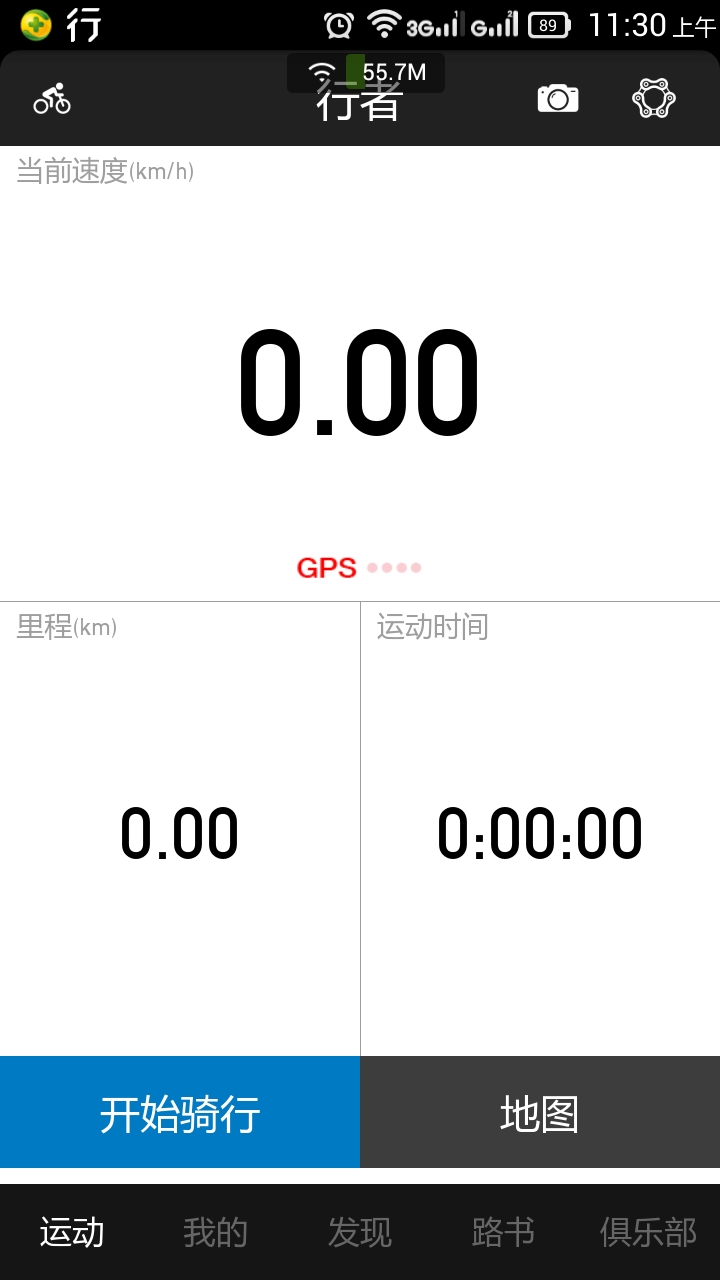 行 3G 1 G 2 89 11:30 上午
55.7M
行者
当前速度(km/h)
0.00
GPS
里程(km) 运动时间
0.00 0:00:00
开始骑行 地图
运动 我的 发现 路书 俱乐部